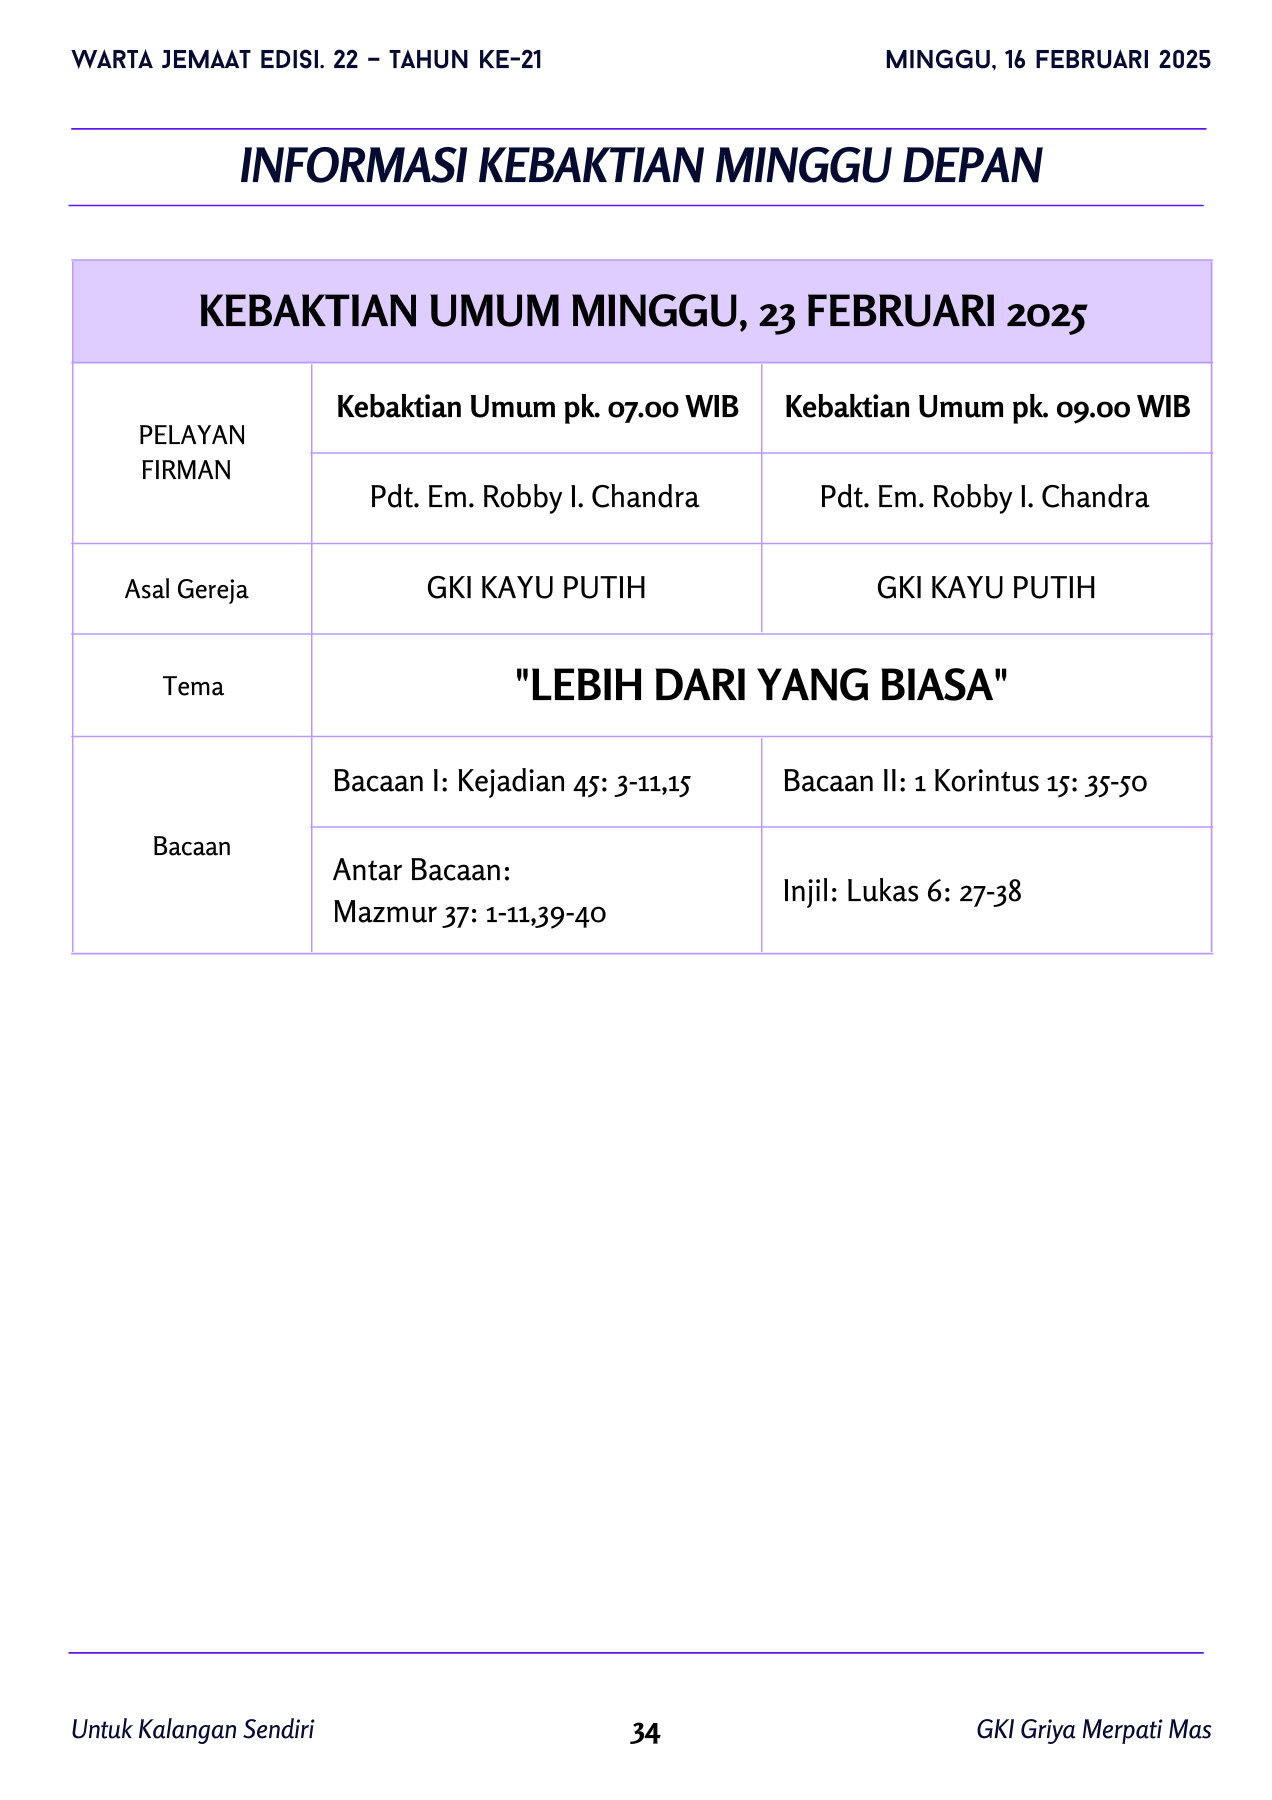 WARTA JEMAAT EDISI. 22 – TAHUN KE-21
MINGGU, 16 FEBRUARI 2025
INFORMASI KEBAKTIAN MINGGU DEPAN
KEBAKTIAN UMUM MINGGU, 23 FEBRUARI 2025
PELAYAN
FIRMAN
Kebaktian Umum pk. 07.00 WIB
Kebaktian Umum pk. 09.00 WIB
Pdt. Em. Robby I. Chandra
Pdt. Em. Robby I. Chandra
Asal Gereja
GKI KAYU PUTIH
GKI KAYU PUTIH
Tema
"LEBIH DARI YANG BIASA"
Bacaan
Bacaan I: Kejadian 45: 3-11,15
Bacaan II: 1 Korintus 15: 35-50
Antar Bacaan:
Mazmur 37: 1-11,39-40
Injil: Lukas 6: 27-38
Untuk Kalangan Sendiri
34
GKI Griya Merpati Mas